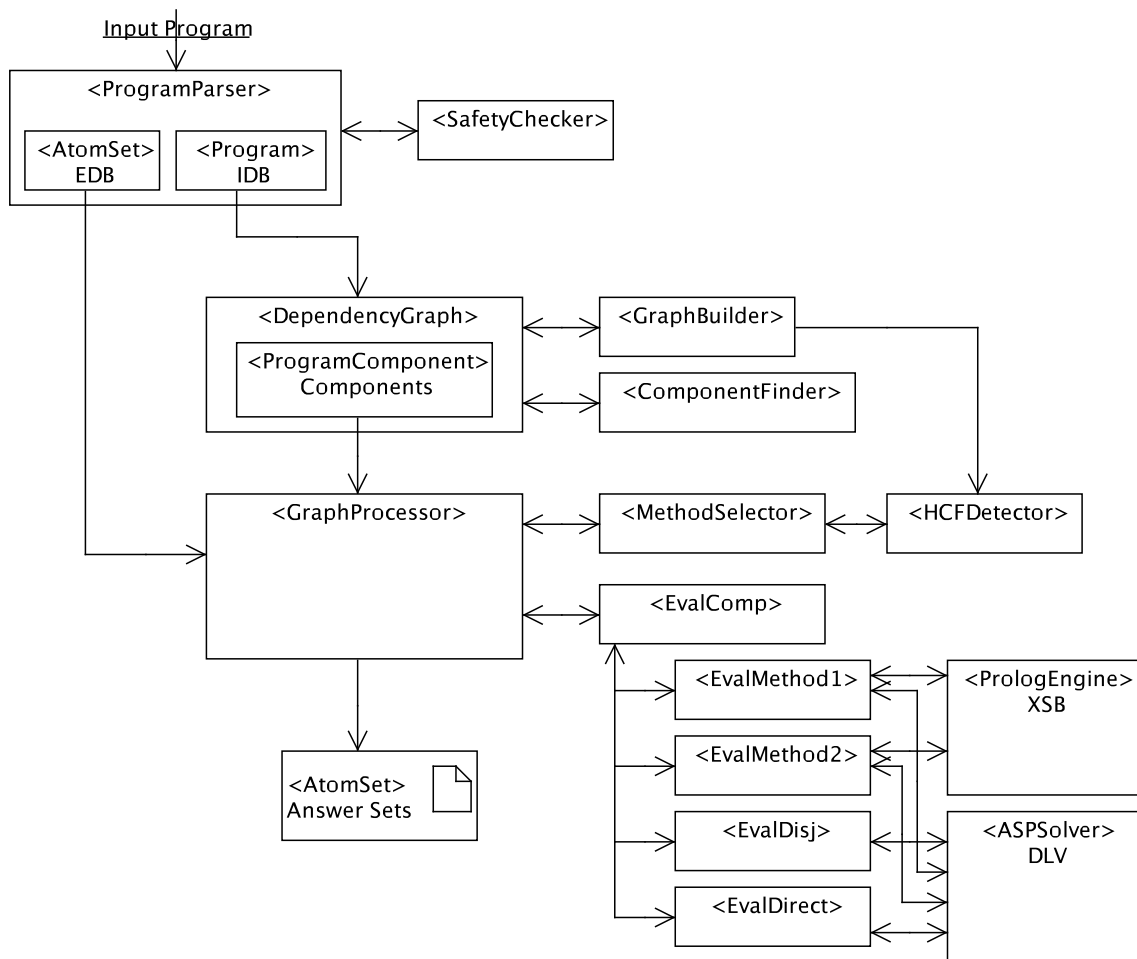 Input Program
<ProgramParser>
<SafetyChecker>
<AtomSet>
EDB
<Program>
IDB
<DependencyGraph>
<GraphBuilder>
<ProgramComponent>
Components
<ComponentFinder>
<GraphProcessor>
<MethodSelector>
<HCFDetector>
<EvalComp>
<EvalMethod1>
<PrologEngine>
XSB
<EvalMethod2>
<AtomSet>
Answer Sets
<EvalDisj>
<ASPSolver>
DLV
<EvalDirect>